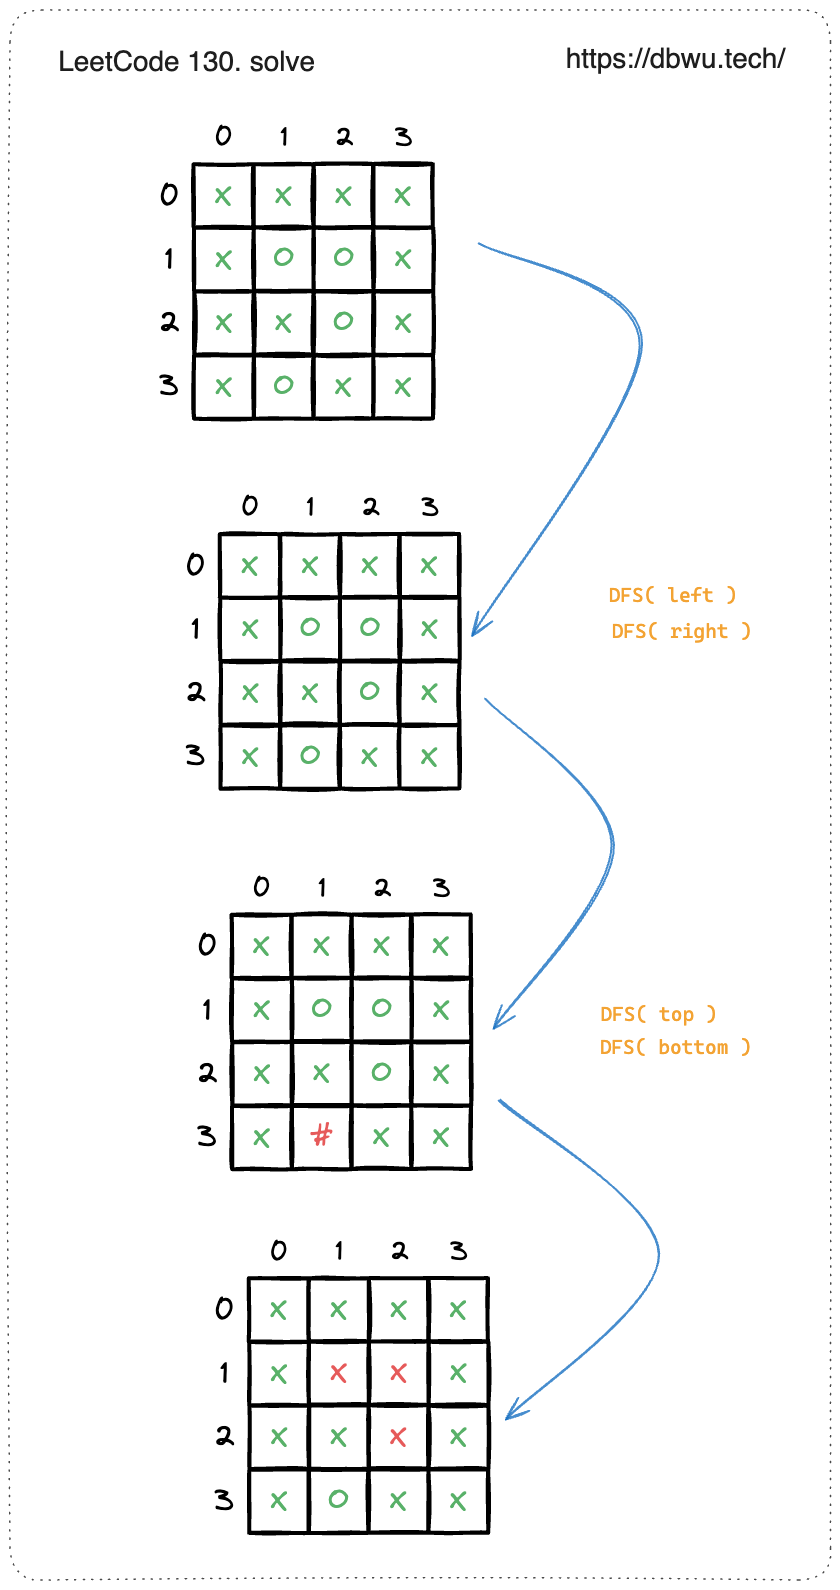 LeetCode 130. solve
https://dbwu.tech/
0 1 2 3
0 X X X X
1 X O O X
2 X X O X
3 X O X X
0 1 2 3
0 X X X X
1 X O O X
2 X X O X
3 X O X X
DFS( left )
DFS( right )
0 1 2 3
0 X X X X
1 X O O X
2 X X O X
3 X # X X
DFS( top )
DFS( bottom )
0 1 2 3
0 X X X X
1 X X X X
2 X X X X
3 X O X X